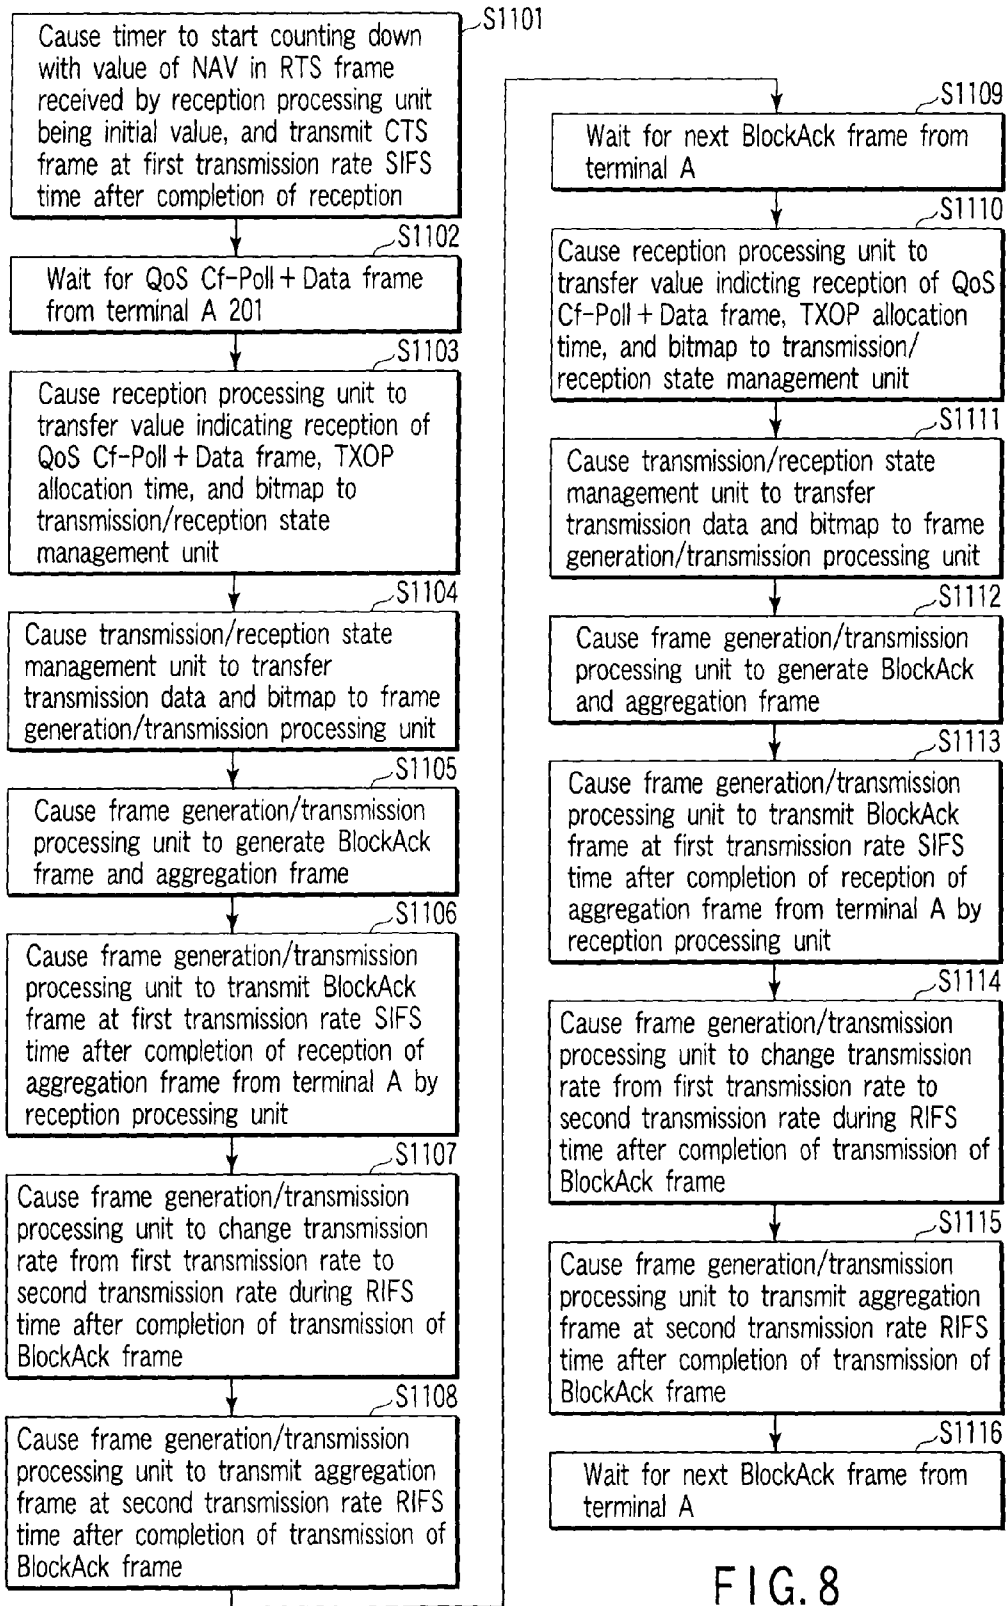 S1101
Cause timer to start counting down
with value of NAV in RTS frame
received by reception processing unit
being initial value, and transmit CTS
frame at first transmission rate SIFS
time after completion of reception
S1102
Wait for QoS Cf-Poll + Data frame
from terminal A 201
S1103
Cause reception processing unit to
transfer value indicating reception of
QoS Cf-Poll + Data frame, TXOP
allocation time, and bitmap to
transmission/reception state
management unit
S1104
Cause transmission/reception state
management unit to transfer
transmission data and bitmap to frame
generation/transmission processing unit
S1105
Cause frame generation/transmission
processing unit to generate BlockAck
frame and aggregation frame
S1106
Cause frame generation/transmission
processing unit to transmit BlockAck
frame at first transmission rate SIFS
time after completion of reception of
aggregation frame from terminal A by
reception processing unit
S1107
Cause frame generation/transmission
processing unit to change transmission
rate from first transmission rate to
second transmission rate during RIFS
time after completion of transmission of
BlockAck frame
S1108
Cause frame generation/transmission
processing unit to transmit aggregation
frame at second transmission rate RIFS
time after completion of transmission of
BlockAck frame
S1109
Wait for next BlockAck frame from
terminal A
S1110
Cause reception processing unit to
transfer value indicting reception of QoS
Cf-Poll + Data frame, TXOP allocation
time, and bitmap to transmission/
reception state management unit
S1111
Cause transmission/reception state
management unit to transfer
transmission data and bitmap to frame
generation/transmission processing unit
S1112
Cause frame generation/transmission
processing unit to generate BlockAck
and aggregation frame
S1113
Cause frame generation/transmission
processing unit to transmit BlockAck
frame at first transmission rate SIFS
time after completion of reception of
aggregation frame from terminal A by
reception processing unit
S1114
Cause frame generation/transmission
processing unit to change transmission
rate from first transmission rate to
second transmission rate during RIFS
time after completion of transmission of
BlockAck frame
S1115
Cause frame generation/transmission
processing unit to transmit aggregation
frame at second transmission rate RIFS
time after completion of transmission of
BlockAck frame
S1116
Wait for next BlockAck frame from
terminal A
FIG. 8